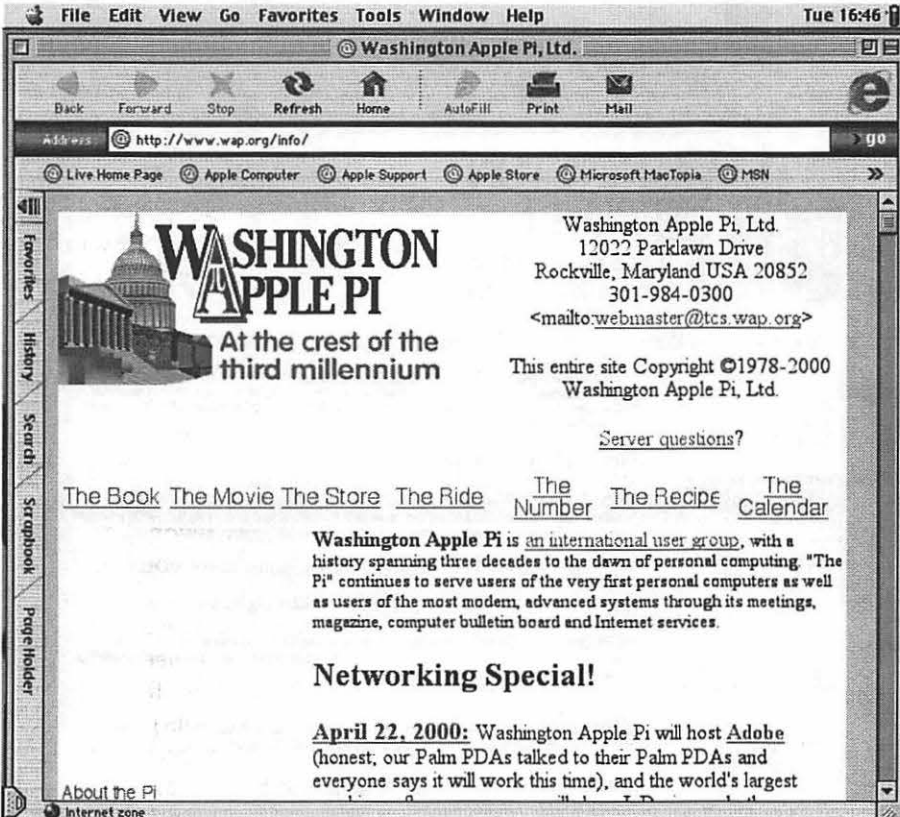 File Edit View Go Favorites Tools Window Help Tue 16:46
Washington Apple Pi, Ltd.
Back Forward Stop Refresh Home AutoFill Print Mail
Address: http://www.wap.org/info/ go
Live Home Page Apple Computer Apple Support Apple Store Microsoft MacTopia MSN
Favorites
History
Search
Scrapbook
Page Holder
WASHINGTON
APPLE PI
At the crest of the
third millennium
Washington Apple Pi, Ltd.
12022 Parklawn Drive
Rockville, Maryland USA 20852
301-984-0300
<mailto:webmaster@tcs.wap.org>
This entire site Copyright ©1978-2000
Washington Apple Pi, Ltd.
Server questions?
The Book The Movie The Store The Ride The Number The Recipe The Calendar
Washington Apple Pi is an international user group, with a
history spanning three decades to the dawn of personal computing. "The
Pi" continues to serve users of the very first personal computers as well
as users of the most modern, advanced systems through its meetings,
magazine, computer bulletin board and Internet services.
Networking Special!
April 22, 2000: Washington Apple Pi will host Adobe
(honest; our Palm PDAs talked to their Palm PDAs and
everyone says it will work this time), and the world's largest
About the Pi
Internet zone